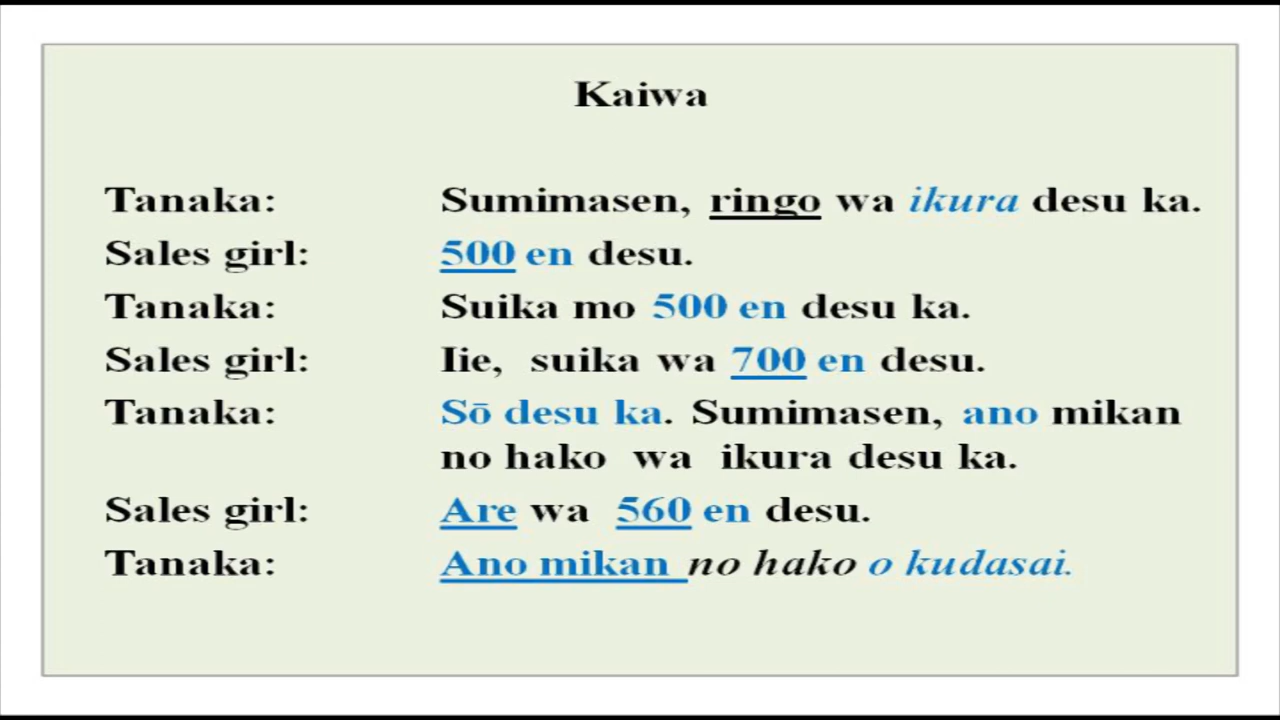 Kaiwa
Tanaka: Sumimasen, ringo wa ikura desu ka.
Sales girl: 500 en desu.
Tanaka: Suika mo 500 en desu ka.
Sales girl: Iie, suika wa 700 en desu.
Tanaka: Sō desu ka. Sumimasen, ano mikan
no hako wa ikura desu ka.
Sales girl: Are wa 560 en desu.
Tanaka: Ano mikan no hako o kudasai.